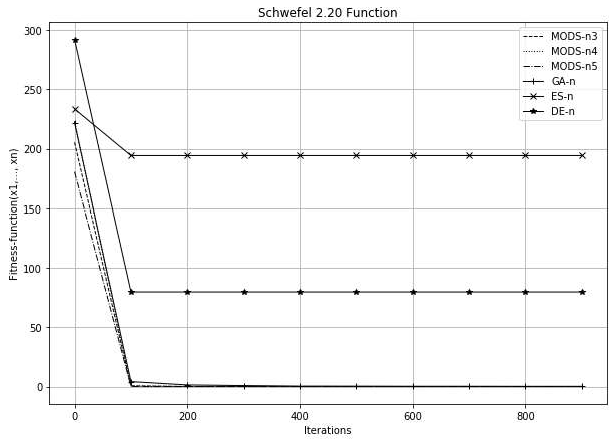 Schwefel 2.20 Function
300
250
200
150
100
50
0
Fitness-function(x1,..., xn)
MODS-n3
MODS-n4
MODS-n5
GA-n
ES-n
DE-n
0 200 400 600 800
Iterations